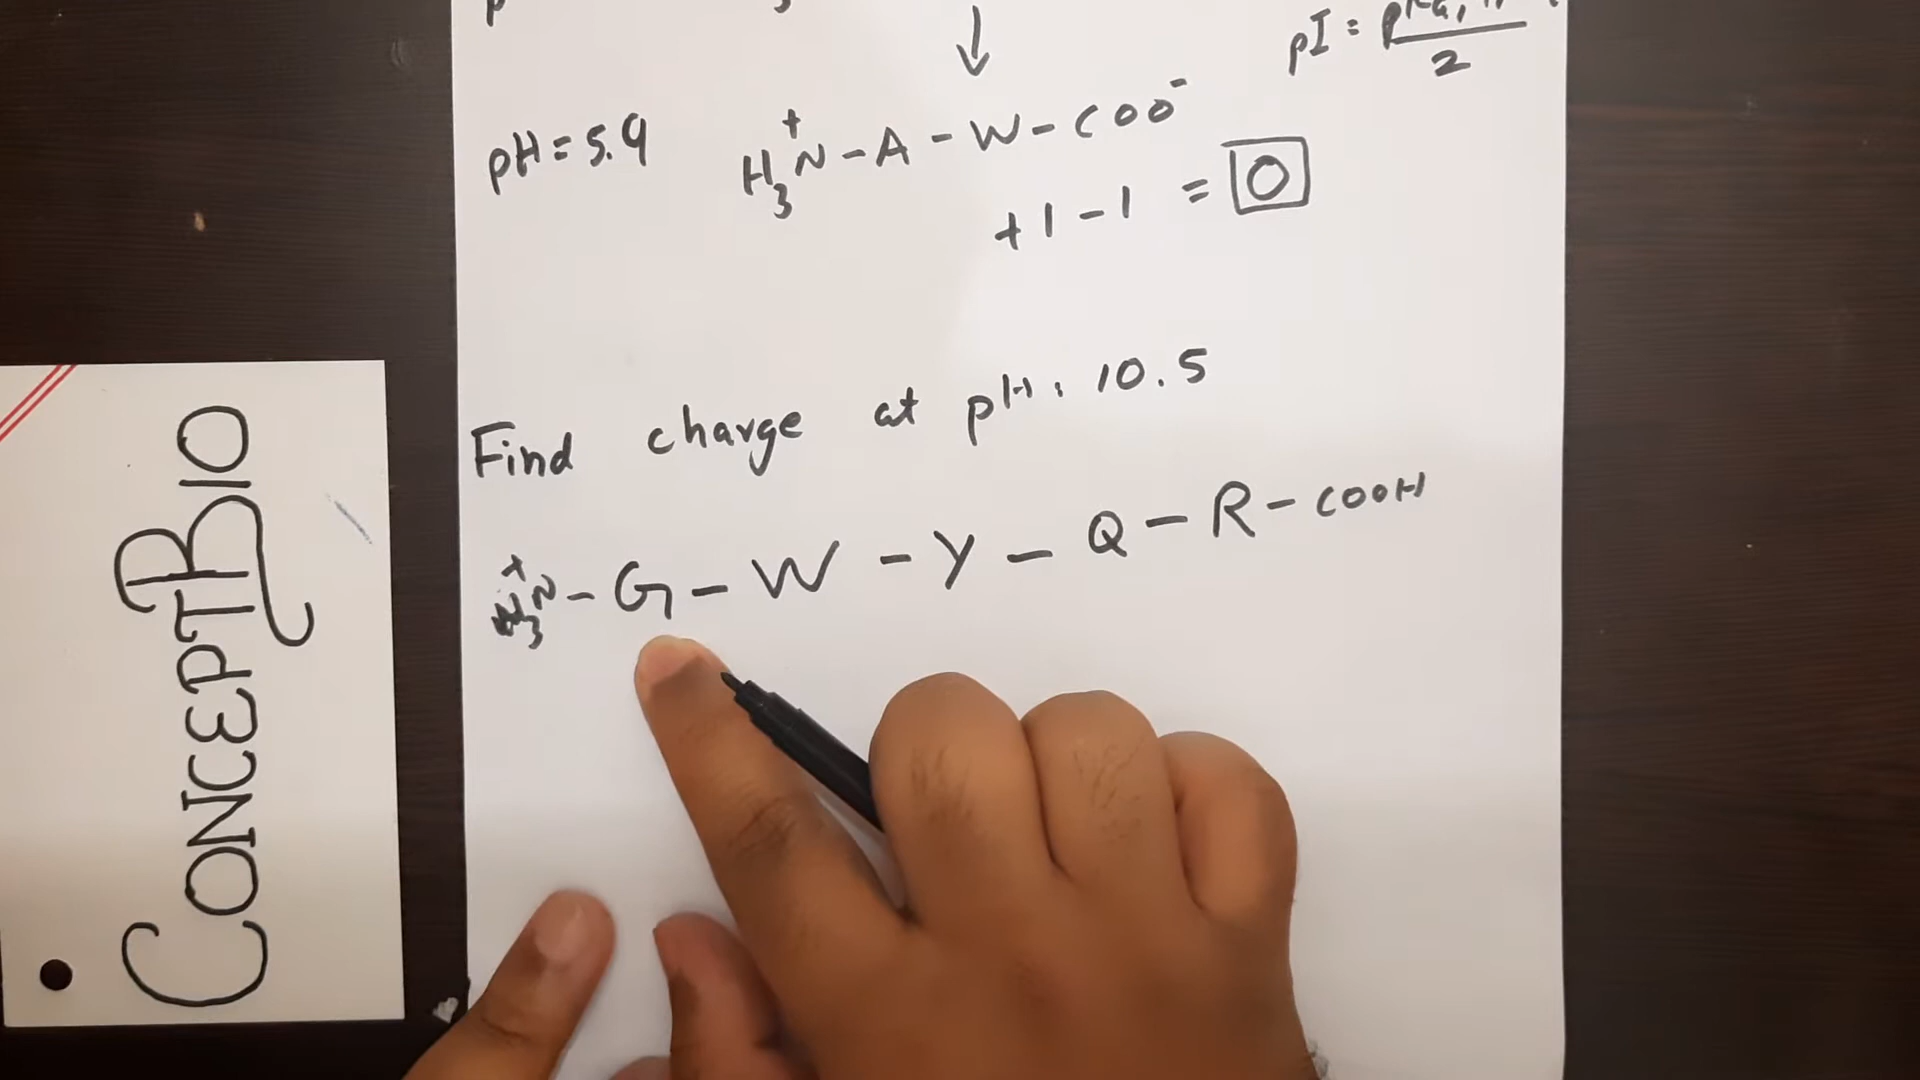 pI = pKa,
2
pH = 5.9 H3N+ - A - W - COO-
+1 - 1 = 0
Find charge at pH: 10.5
H3N+ - G - W - Y - Q - R - COOH
CONCEPTBIO